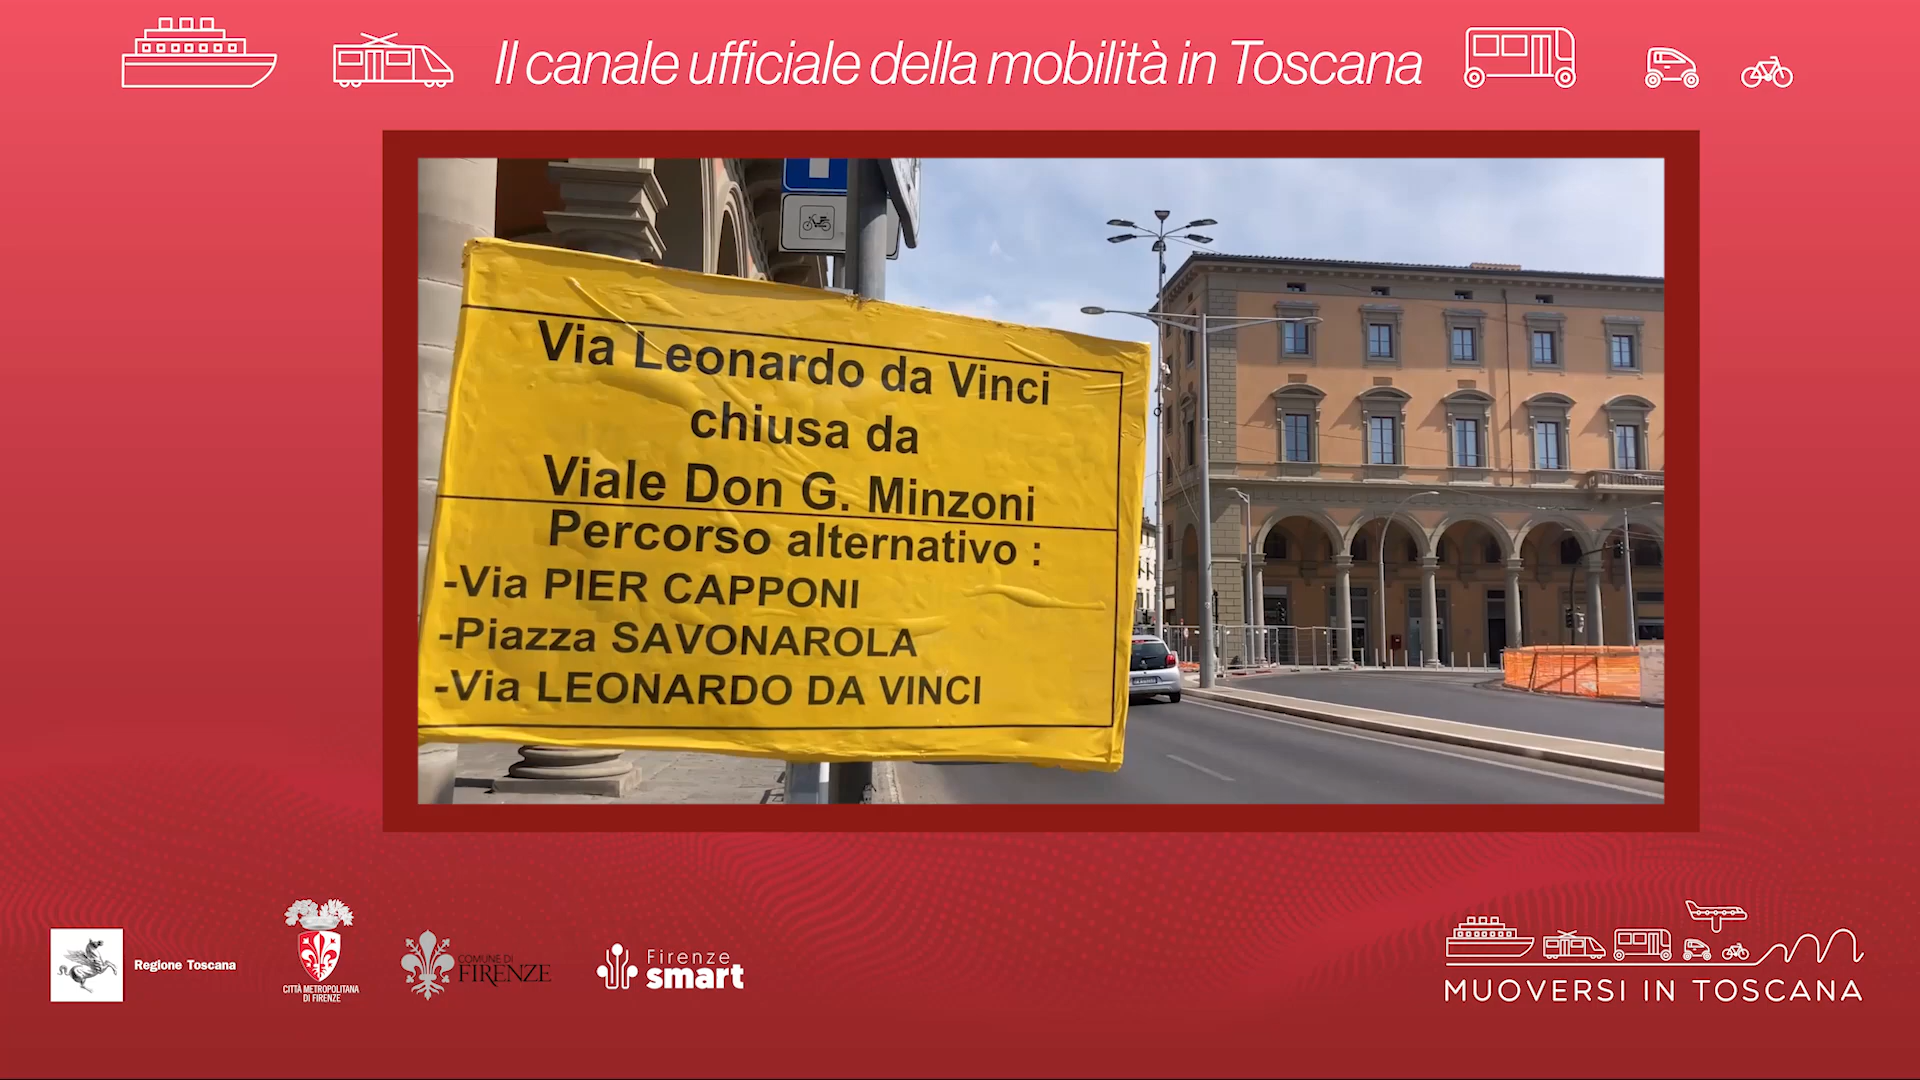 Il canale ufficiale della mobilità in Toscana
Via Leonardo da Vinci
chiusa da
Viale Don G. Minzoni
Percorso alternativo :
-Via PIER CAPPONI
-Piazza SAVONAROLA
-Via LEONARDO DA VINCI
Regione Toscana
CITTÀ METROPOLITANA
DI FIRENZE
COMUNE DI
FIRENZE
Firenze
smart
MUOVERSI IN TOSCANA